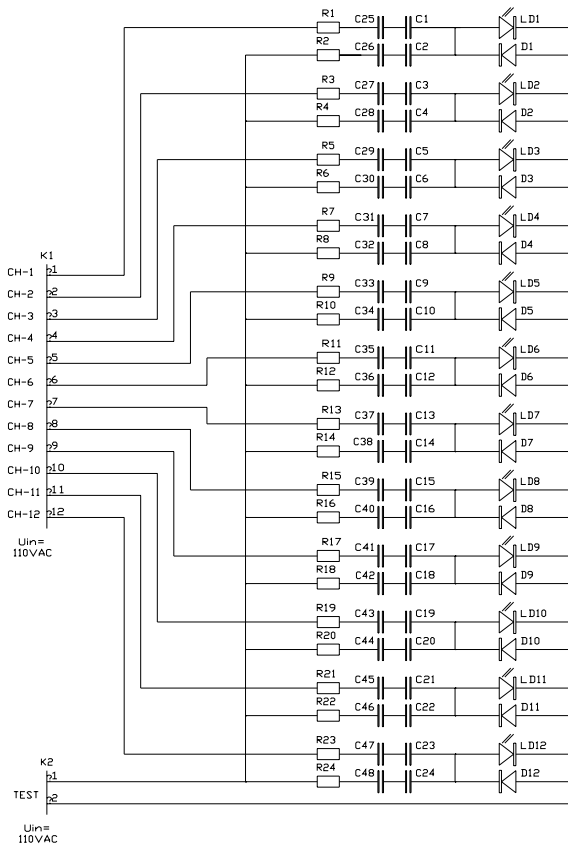 R1 C25 C1 LD1
R2 C26 C2 D1
R3 C27 C3 LD2
R4 C28 C4 D2
R5 C29 C5 LD3
R6 C30 C6 D3
R7 C31 C7 LD4
R8 C32 C8 D4
R9 C33 C9 LD5
R10 C34 C10 D5
R11 C35 C11 LD6
R12 C36 C12 D6
R13 C37 C13 LD7
R14 C38 C14 D7
R15 C39 C15 LD8
R16 C40 C16 D8
R17 C41 C17 LD9
R18 C42 C18 D9
R19 C43 C19 LD10
R20 C44 C20 D10
R21 C45 C21 LD11
R22 C46 C22 D11
R23 C47 C23 LD12
R24 C48 C24 D12
K1
CH-1 1
CH-2 2
CH-3 3
CH-4 4
CH-5 5
CH-6 6
CH-7 7
CH-8 8
CH-9 9
CH-10 10
CH-11 11
CH-12 12
Uin=
110VAC
K2
1
TEST
2
Uin=
110VAC